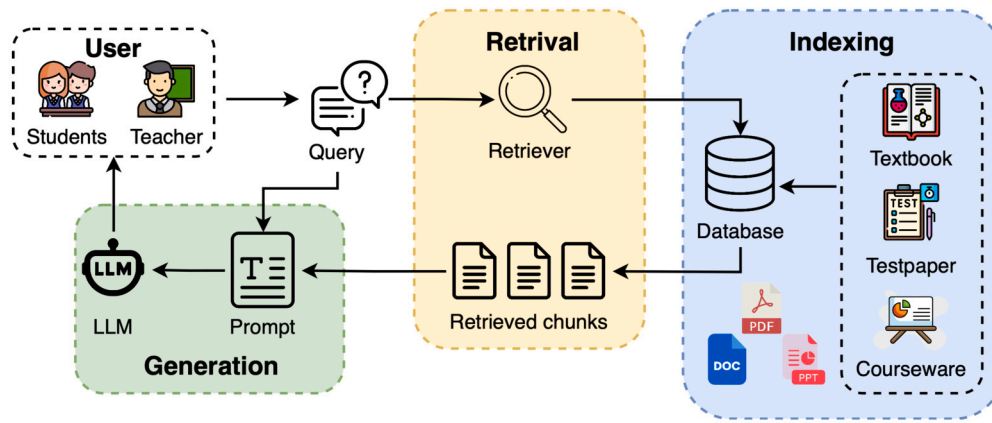 User
Students
Teacher
Query
Retrival
Retriever
Indexing
Textbook
TEST
Testpaper
Courseware
Database
PDF
DOC
PPT
Retrieved chunks
T
Prompt
LLM
LLM
Generation
?